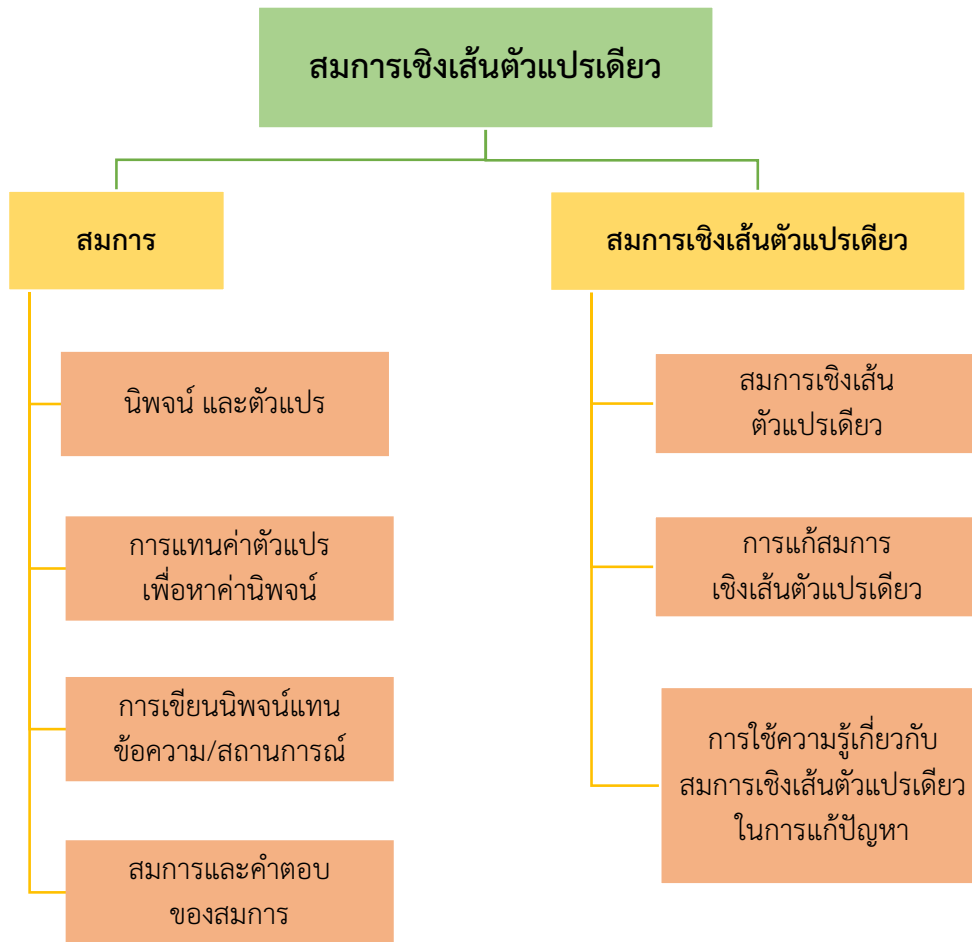 สมการเชิงเส้นตัวแปรเดียว
สมการ
นิพจน์ และตัวแปร
การแทนค่าตัวแปร
เพื่อหาค่านิพจน์
การเขียนนิพจน์แทน
ข้อความ/สถานการณ์
สมการและคำตอบ
ของสมการ
สมการเชิงเส้นตัวแปรเดียว
สมการเชิงเส้น
ตัวแปรเดียว
การแก้สมการ
เชิงเส้นตัวแปรเดียว
การใช้ความรู้เกี่ยวกับ
สมการเชิงเส้นตัวแปรเดียว
ในการแก้ปัญหา